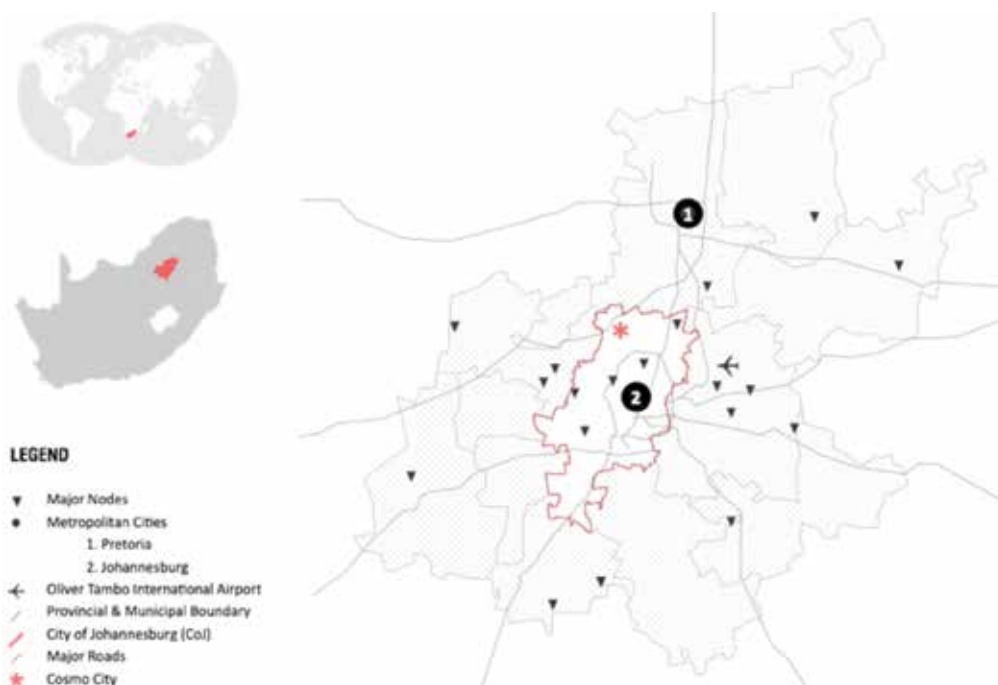 1
2
LEGEND
Major Nodes
Metropolitan Cities
1. Pretoria
2. Johannesburg
Oliver Tambo International Airport
Provincial & Municipal Boundary
City of Johannesburg (CoJ)
Major Roads
Cosmo City